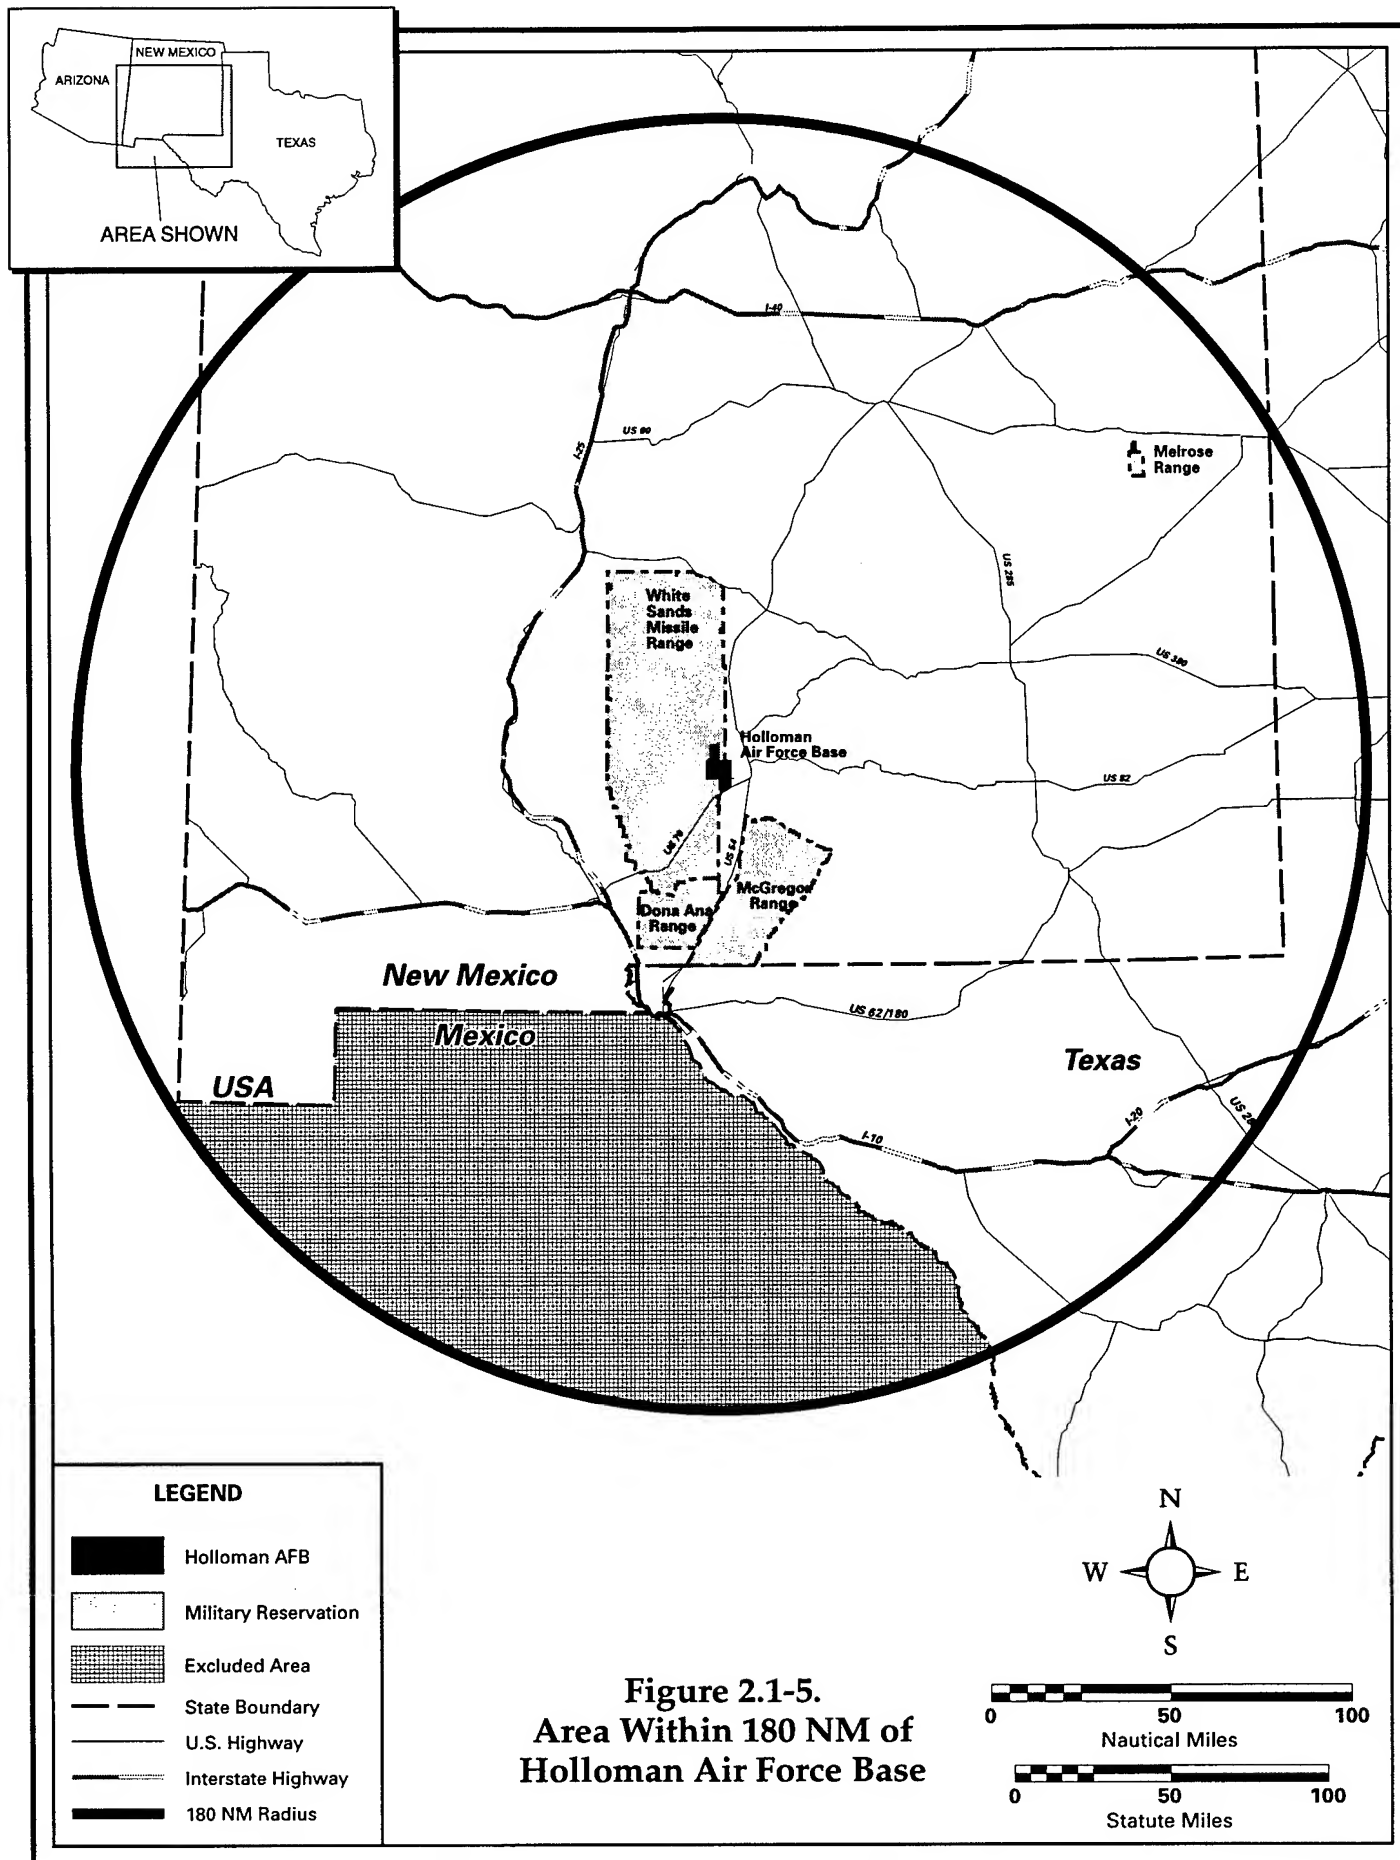 NEW MEXICO
ARIZONA
TEXAS
AREA SHOWN
I-40
US 60
I-25
Melrose
Range
US 285
White
Sands
Missile
Range
US 380
Holloman
Air Force Base
US 82
US 70
US 54
McGregor
Range
Dona Ana
Range
New Mexico
US 62/180
Mexico
Texas
USA
I-20
US 28
I-10
LEGEND
Holloman AFB
Military Reservation
Excluded Area
State Boundary
U.S. Highway
Interstate Highway
180 NM Radius
N
W E
S
Figure 2.1-5.
Area Within 180 NM of
Holloman Air Force Base
0 50 100
Nautical Miles
0 50 100
Statute Miles